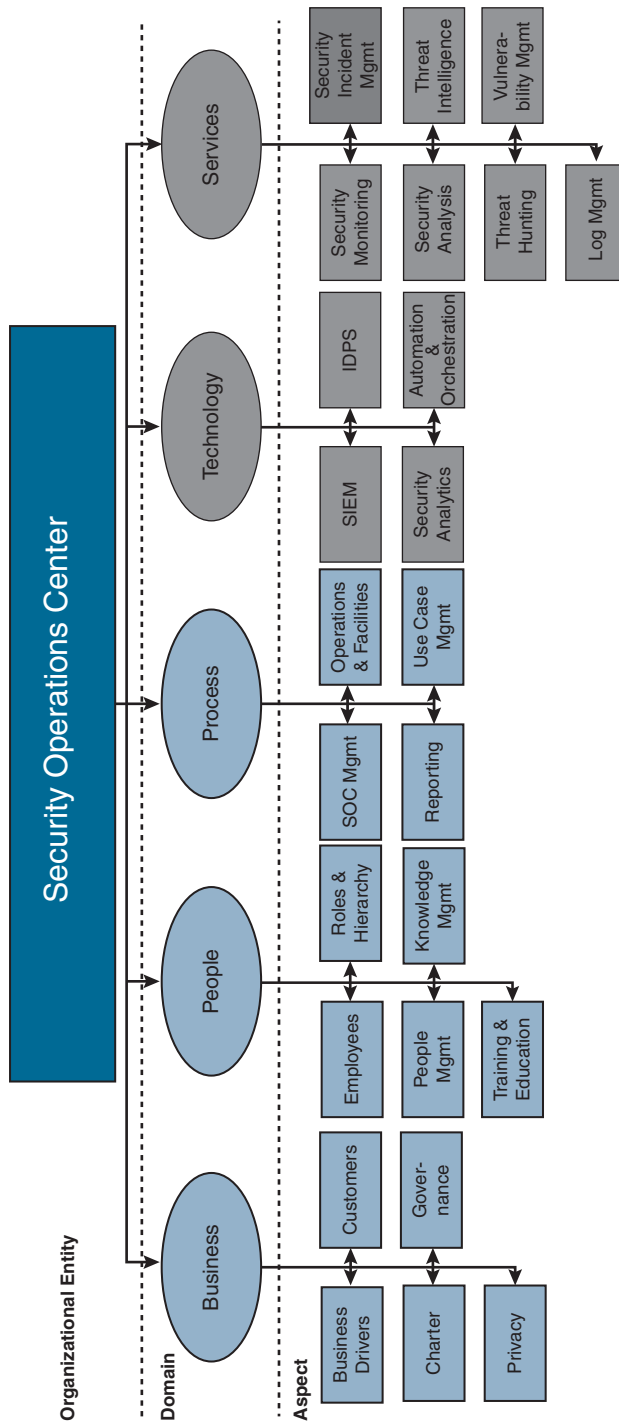 Organizational Entity
Security Operations Center
Domain
Business
People
Process
Technology
Services
Aspect
Business
Drivers
Customers
Charter
Gover-
nance
Privacy
Employees
Roles &
Hierarchy
People
Mgmt
Knowledge
Mgmt
Training &
Education
SOC Mgmt
Operations
& Facilities
Reporting
Use Case
Mgmt
SIEM
IDPS
Security
Analytics
Automation
&
Orchestration
Security
Monitoring
Security
Incident
Mgmt
Security
Analysis
Threat
Intelligence
Threat
Hunting
Vulnera-
bility Mgmt
Log Mgmt